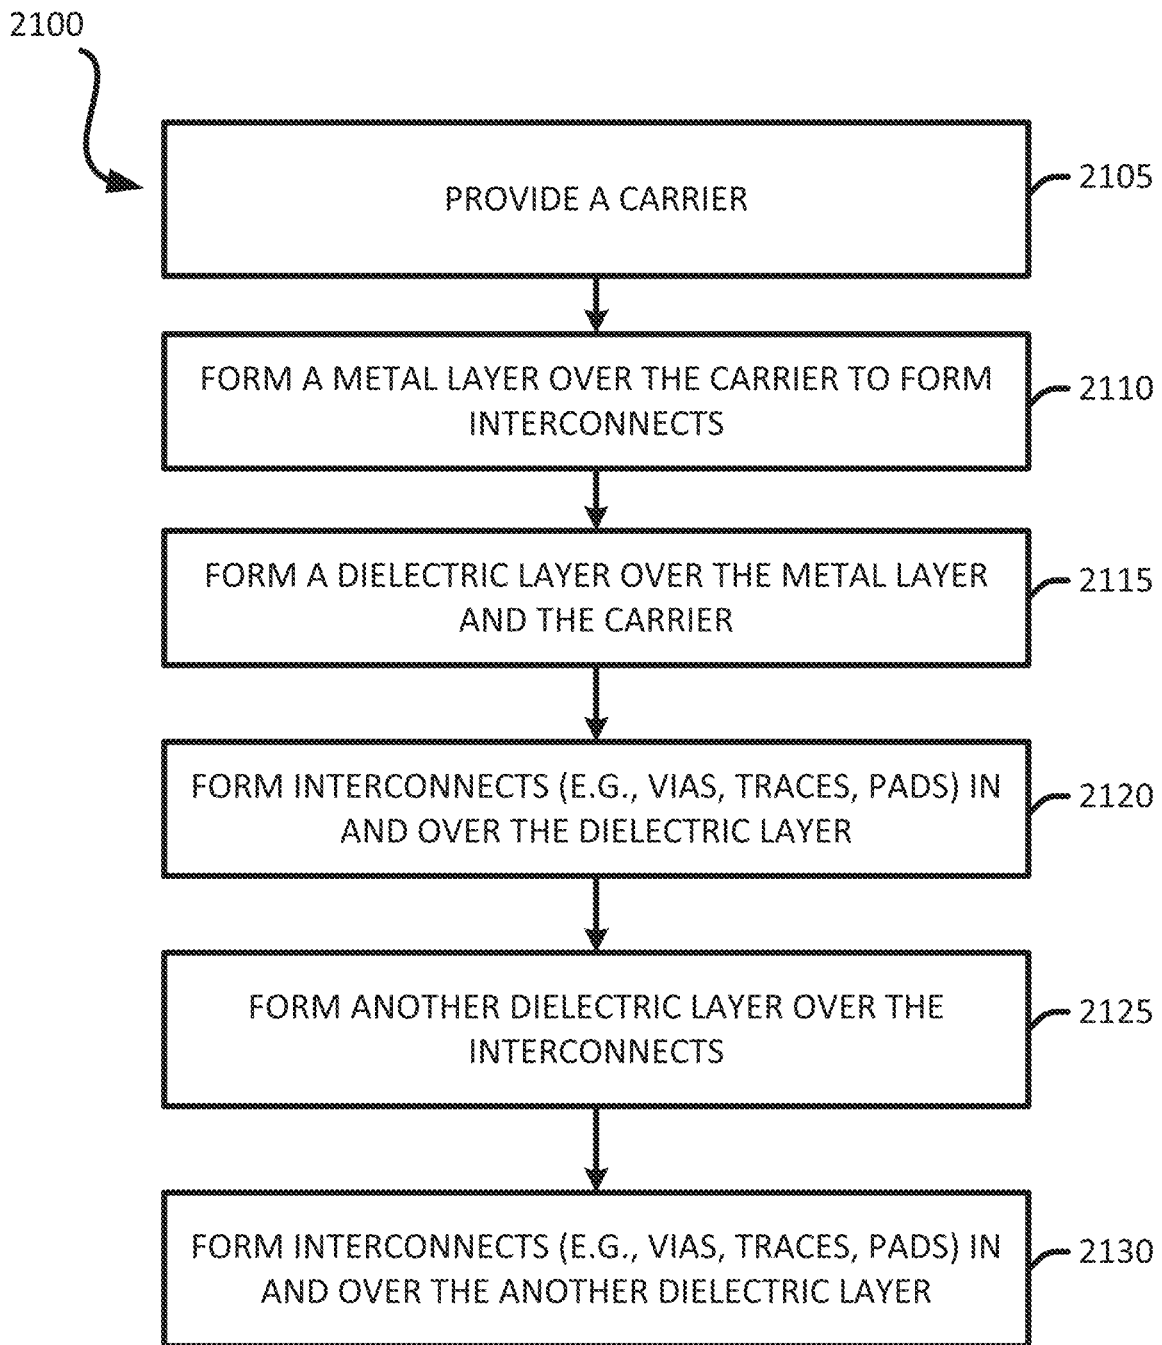 2100
PROVIDE A CARRIER
2105
FORM A METAL LAYER OVER THE CARRIER TO FORM
INTERCONNECTS
2110
FORM A DIELECTRIC LAYER OVER THE METAL LAYER
AND THE CARRIER
2115
FORM INTERCONNECTS (E.G., VIAS, TRACES, PADS) IN
AND OVER THE DIELECTRIC LAYER
2120
FORM ANOTHER DIELECTRIC LAYER OVER THE
INTERCONNECTS
2125
FORM INTERCONNECTS (E.G., VIAS, TRACES, PADS) IN
AND OVER THE ANOTHER DIELECTRIC LAYER
2130